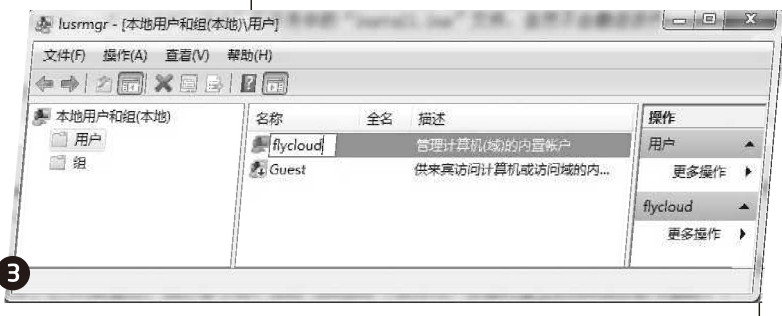 lusrmgr - [本地用户和组(本地)\用户]
文件(F) 操作(A) 查看(V) 帮助(H)
本地用户和组(本地)
用户
组
名称 全名 描述
flycloud 管理计算机(域)的内置帐户
Guest 供来宾访问计算机或访问域的内...
操作
用户
更多操作
flycloud
更多操作
3